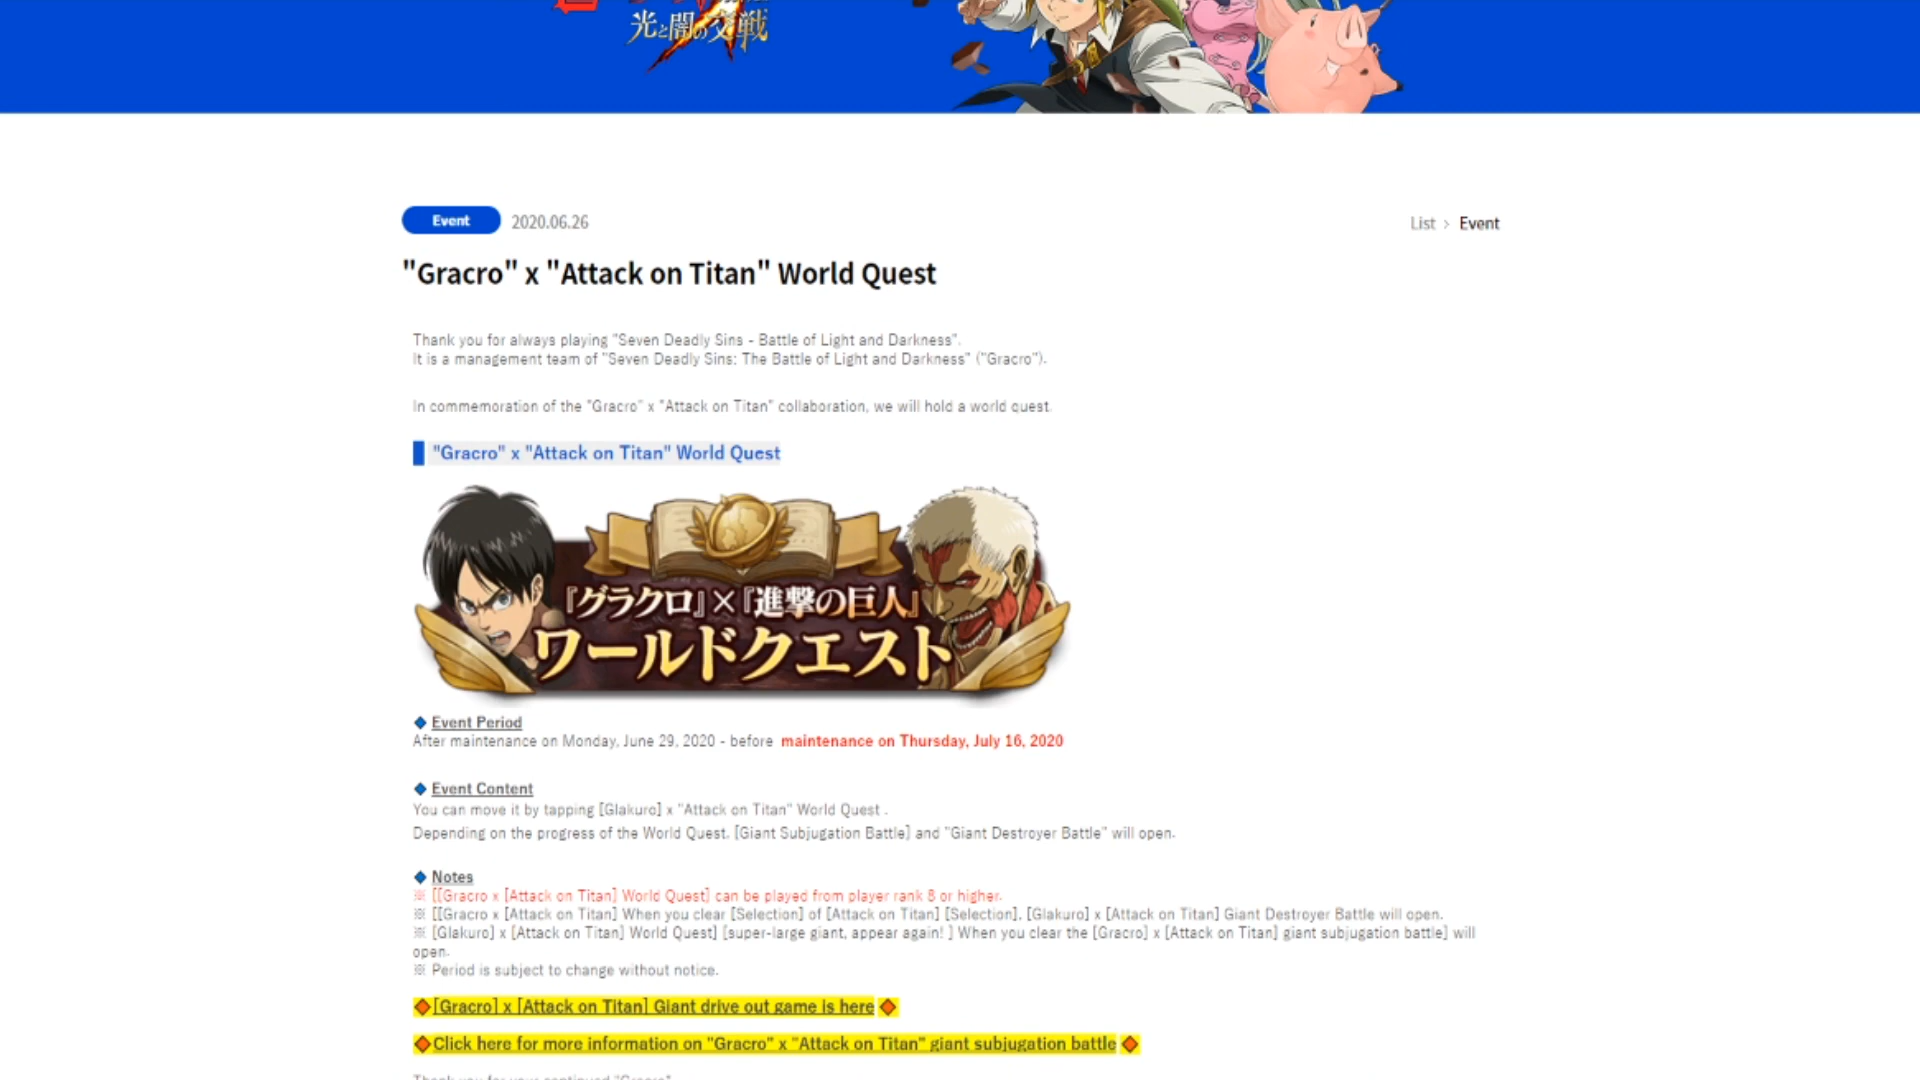 光と闇の交戦
Event 2020.06.26 List > Event
"Gracro" x "Attack on Titan" World Quest
Thank you for always playing "Seven Deadly Sins - Battle of Light and Darkness".
It is a management team of "Seven Deadly Sins: The Battle of Light and Darkness" ("Gracro").
In commemoration of the "Gracro" x "Attack on Titan" collaboration, we will hold a world quest.
"Gracro" x "Attack on Titan" World Quest
『グラクロ』×『進撃の巨人』
ワールドクエスト
◆ Event Period
After maintenance on Monday, June 29, 2020 - before maintenance on Thursday, July 16, 2020
◆ Event Content
You can move it by tapping [Glakuro] x "Attack on Titan" World Quest .
Depending on the progress of the World Quest, [Giant Subjugation Battle] and "Giant Destroyer Battle" will open.
◆ Notes
※ [[Gracro x [Attack on Titan] World Quest] can be played from player rank 8 or higher.
※ [[Gracro x [Attack on Titan] When you clear [Selection] of [Attack on Titan] [Selection], [Glakuro] x [Attack on Titan] Giant Destroyer Battle will open.
※ [Glakuro] x [Attack on Titan] World Quest] [super-large giant, appear again! ] When you clear the [Gracro] x [Attack on Titan] giant subjugation battle] will
open.
※ Period is subject to change without notice.
◆[Gracro] x [Attack on Titan] Giant drive out game is here ◆
◆Click here for more information on "Gracro" x "Attack on Titan" giant subjugation battle ◆
Thank you for your continued "Gracro".